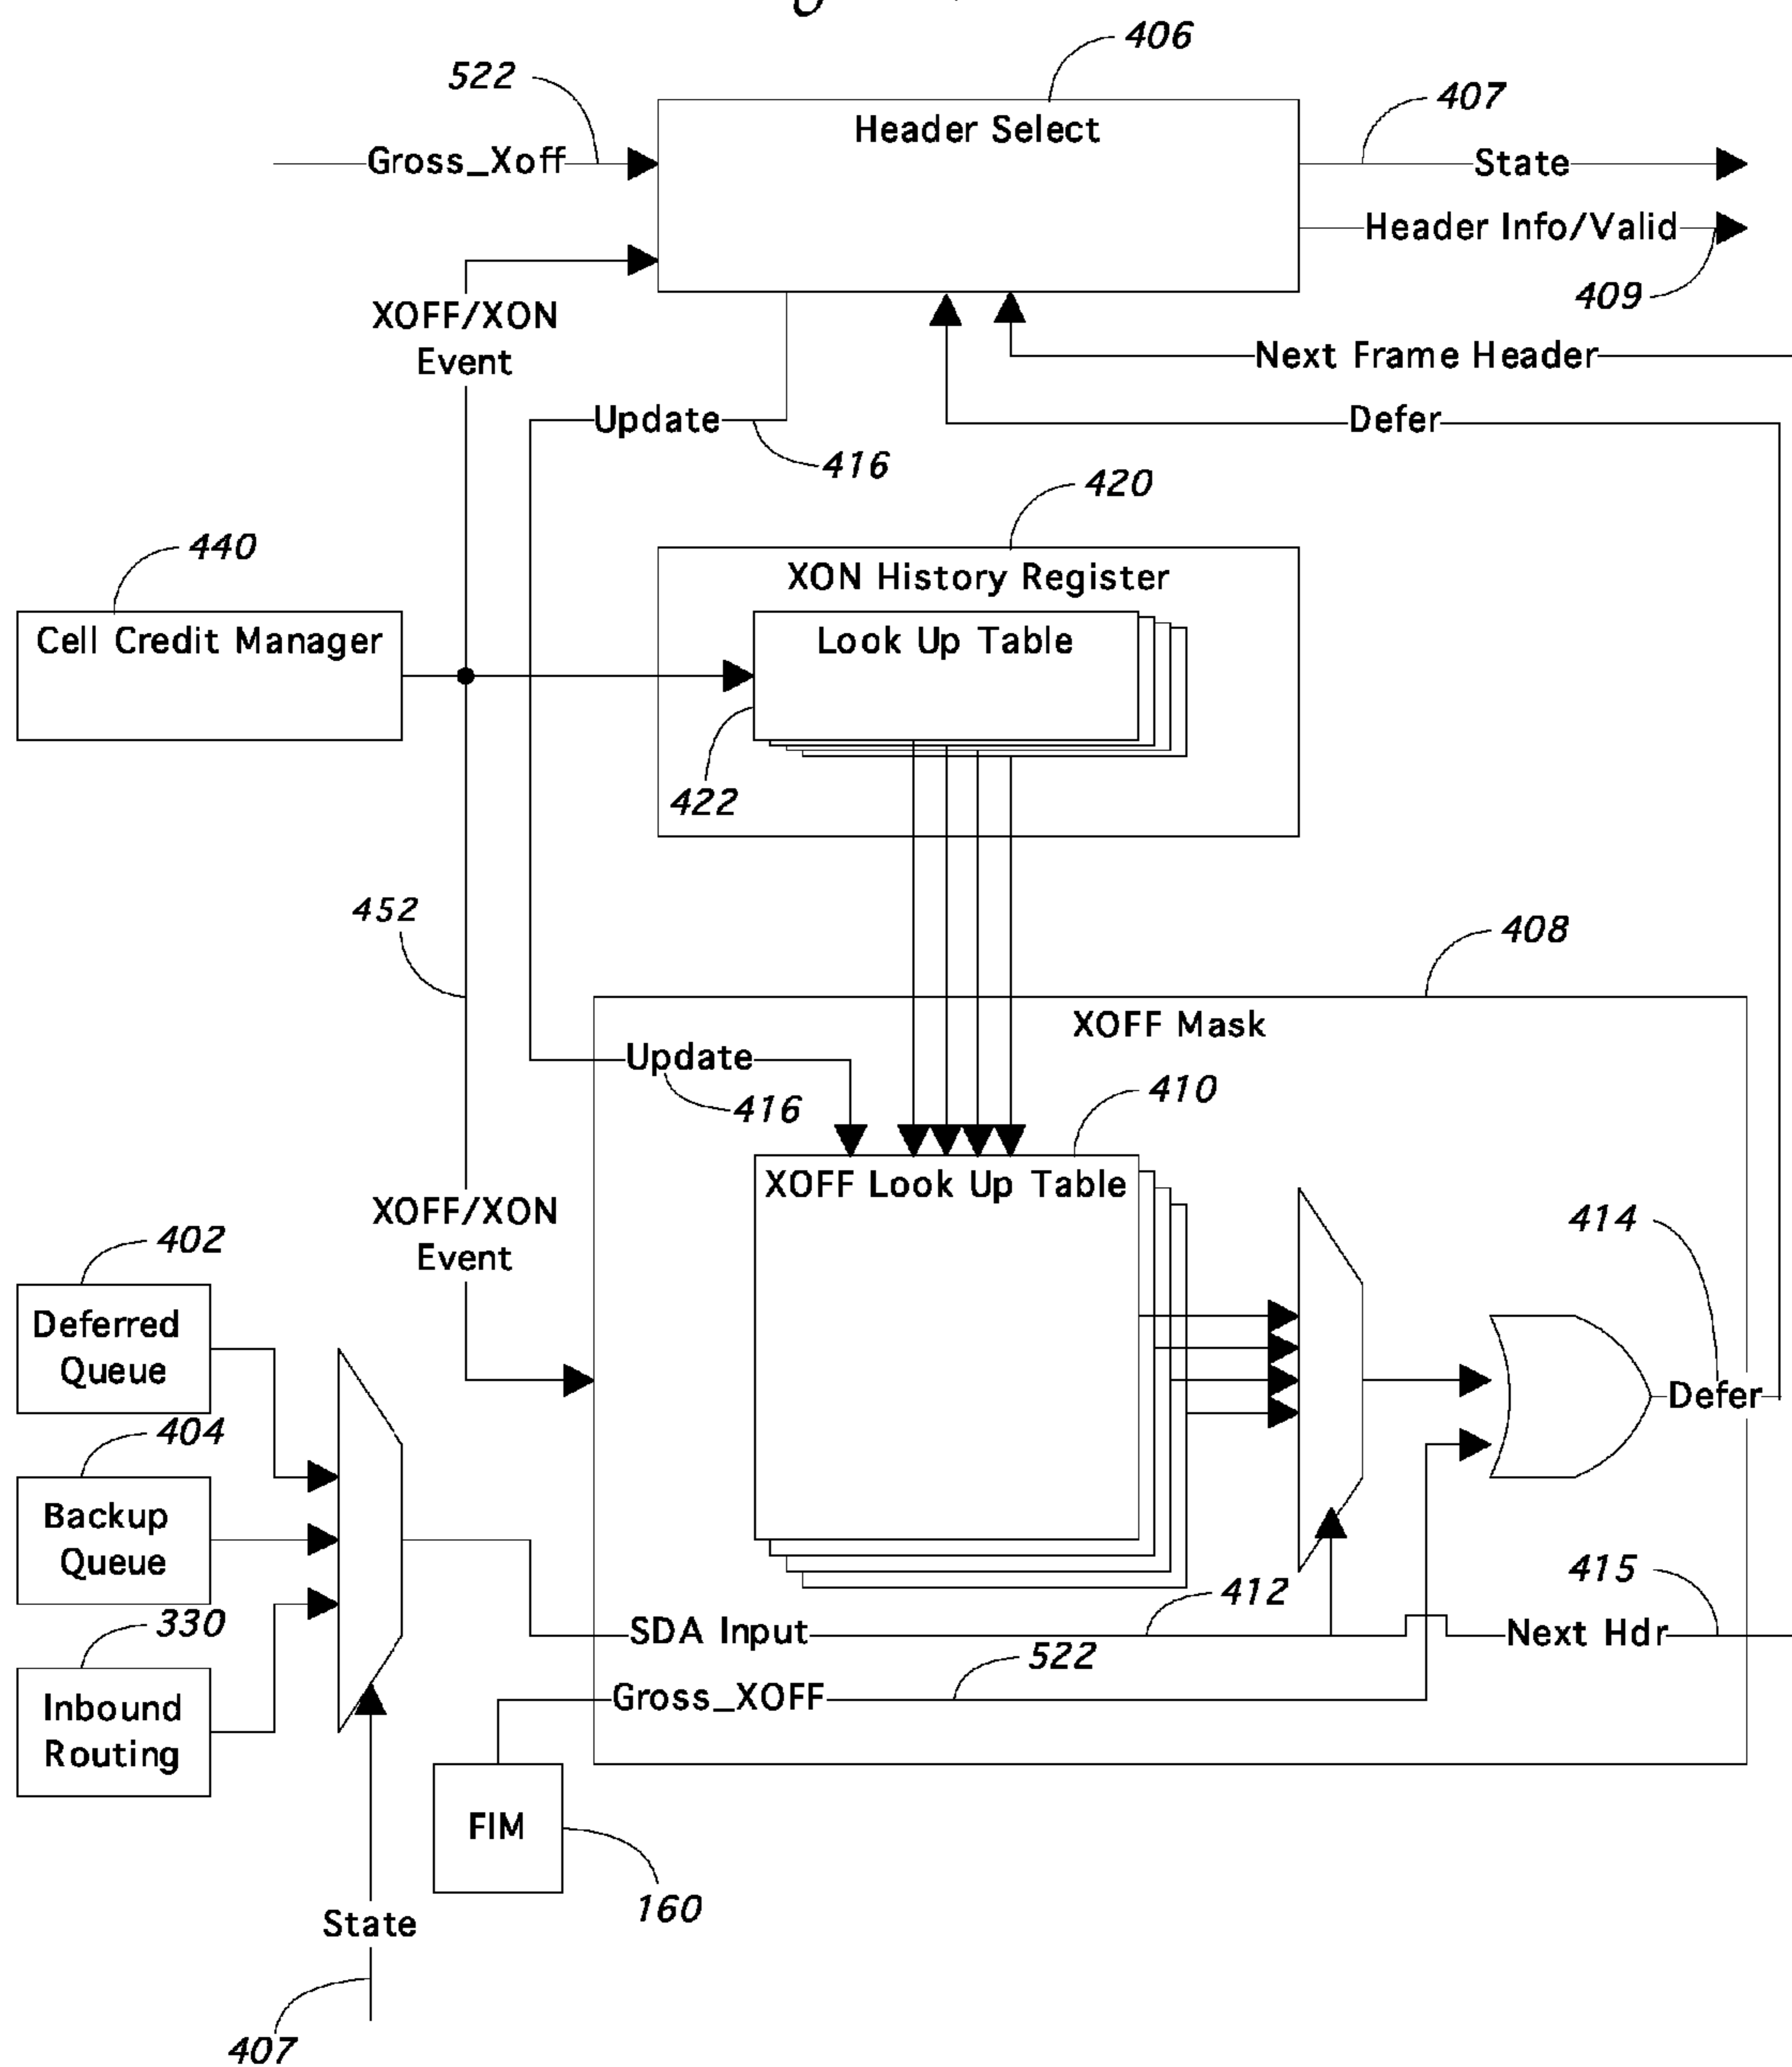 406
522
407
Header Select
Gross_Xoff
State
Header Info/Valid
409
XOFF/XON
Event
Next Frame Header
Update
Defer
416
420
440
XON History Register
Cell Credit Manager
Look Up Table
422
452
408
XOFF Mask
Update
416
410
XOFF Look Up Table
XOFF/XON
Event
414
402
Deferred
Queue
Defer
404
Backup
Queue
412
415
330
SDA Input
Next Hdr
522
Gross_XOFF
Inbound
Routing
FIM
160
State
407